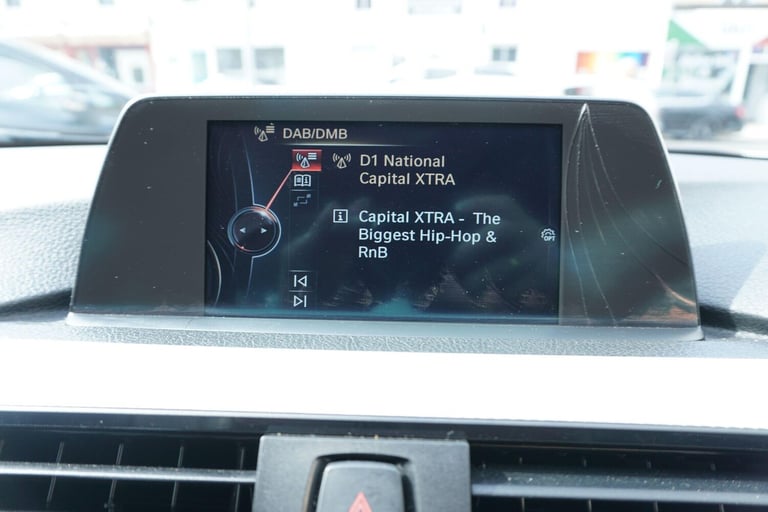 DAB/DMB
D1 National
Capital XTRA
i Capital XTRA - The
Biggest Hip-Hop &
RnB
OPT